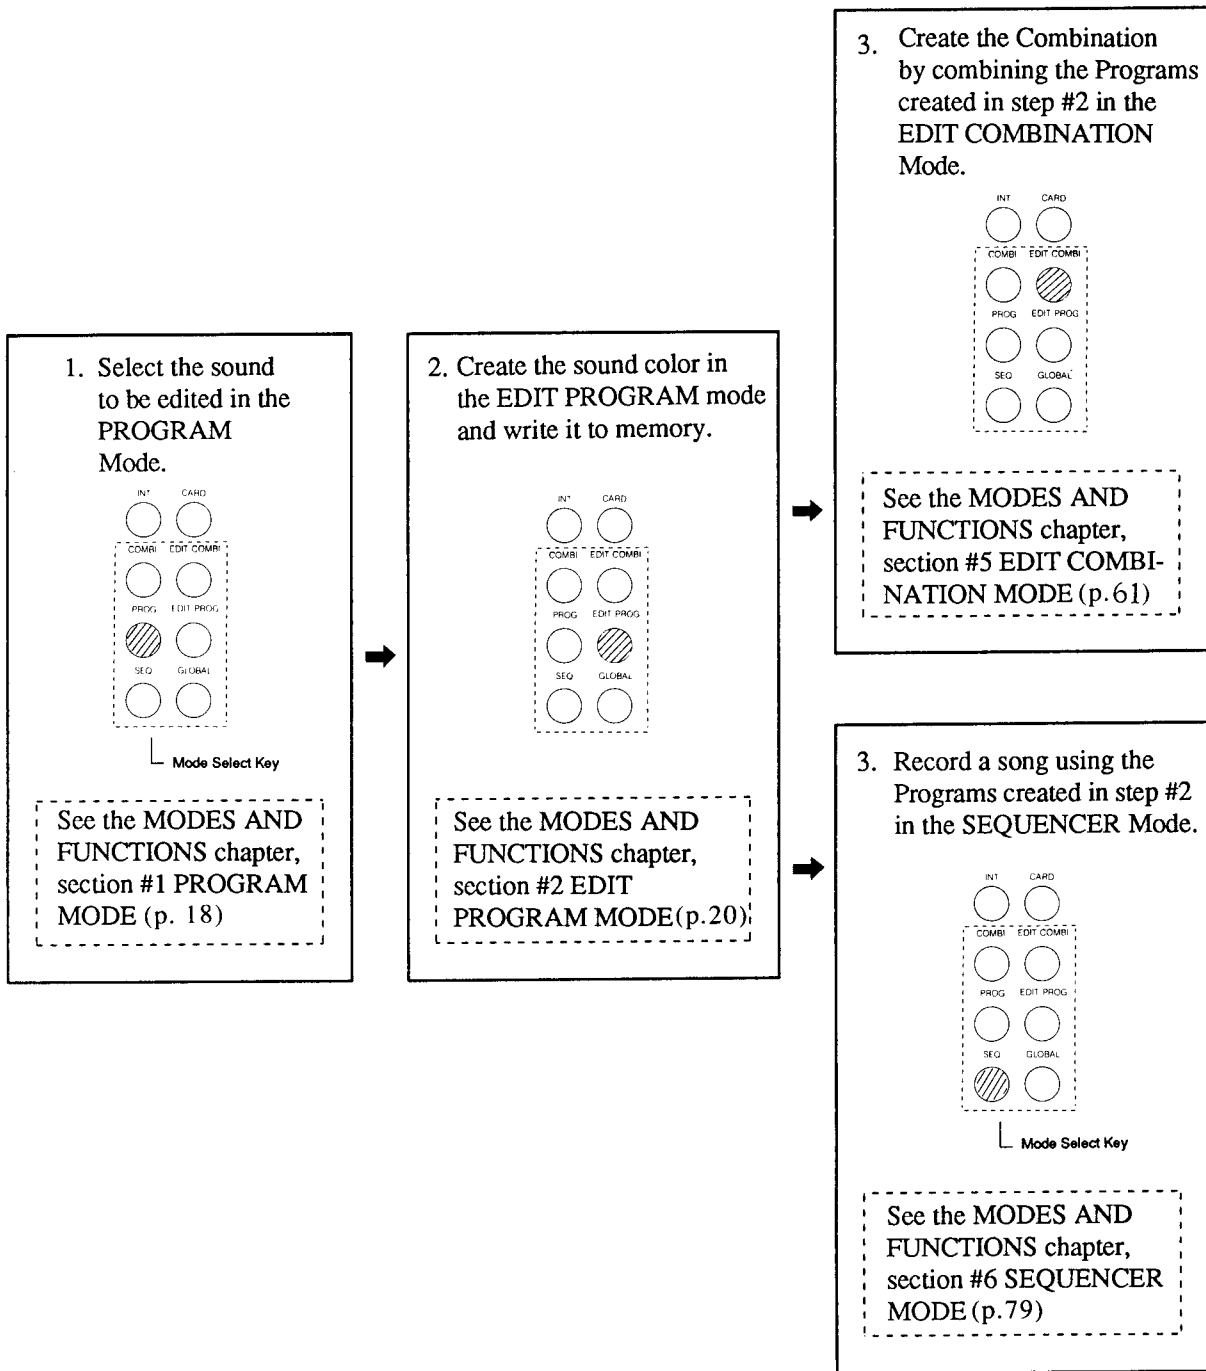 1. Select the sound
to be edited in the
PROGRAM
Mode.
INT CARD
COMBI EDIT COMBI
PROG EDIT PROG
SEQ GLOBAL
Mode Select Key
See the MODES AND
FUNCTIONS chapter,
section #1 PROGRAM
MODE (p. 18)
2. Create the sound color in
the EDIT PROGRAM mode
and write it to memory.
INT CARD
COMBI EDIT COMBI
PROG EDIT PROG
SEQ GLOBAL
See the MODES AND
FUNCTIONS chapter,
section #2 EDIT
PROGRAM MODE (p.20)
3. Create the Combination
by combining the Programs
created in step #2 in the
EDIT COMBINATION
Mode.
INT CARD
COMBI EDIT COMBI
PROG EDIT PROG
SEQ GLOBAL
See the MODES AND
FUNCTIONS chapter,
section #5 EDIT COMBI-
NATION MODE (p.61)
3. Record a song using the
Programs created in step #2
in the SEQUENCER Mode.
INT CARD
COMBI EDIT COMBI
PROG EDIT PROG
SEQ GLOBAL
Mode Select Key
See the MODES AND
FUNCTIONS chapter,
section #6 SEQUENCER
MODE (p.79)